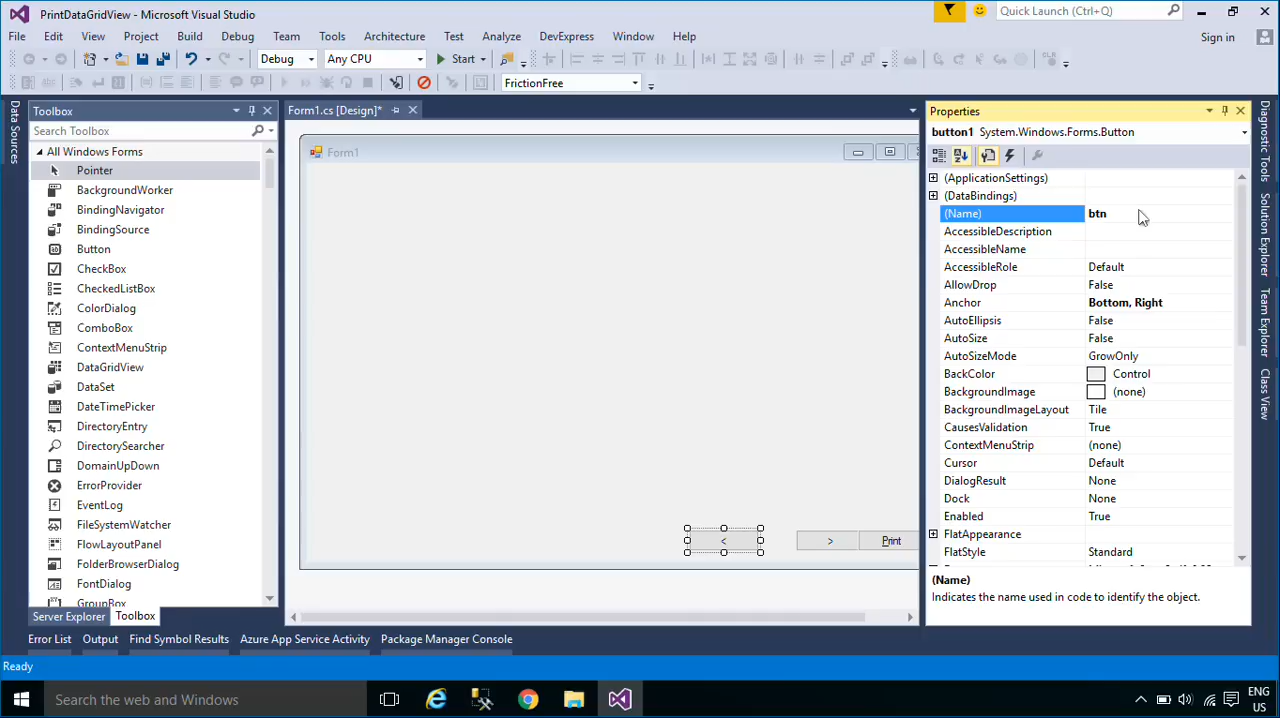 PrintDataGridView - Microsoft Visual Studio
Quick Launch (Ctrl+Q)
File Edit View Project Build Debug Team Tools Architecture Test Analyze DevExpress Window Help
Sign in
Debug Any CPU Start
FrictionFree
Data Sources
Toolbox
Search Toolbox
All Windows Forms
Pointer
BackgroundWorker
BindingNavigator
BindingSource
Button
CheckBox
CheckedListBox
ColorDialog
ComboBox
ContextMenuStrip
DataGridView
DataSet
DateTimePicker
DirectoryEntry
DirectorySearcher
DomainUpDown
ErrorProvider
EventLog
FileSystemWatcher
FlowLayoutPanel
FolderBrowserDialog
FontDialog
GroupBox
Server Explorer Toolbox
Form1.cs [Design]*
Form1
< > Print
Properties
button1 System.Windows.Forms.Button
(ApplicationSettings)
(DataBindings)
(Name) btn
AccessibleDescription
AccessibleName
AccessibleRole Default
AllowDrop False
Anchor Bottom, Right
AutoEllipsis False
AutoSize False
AutoSizeMode GrowOnly
BackColor Control
BackgroundImage (none)
BackgroundImageLayout Tile
CausesValidation True
ContextMenuStrip (none)
Cursor Default
DialogResult None
Dock None
Enabled True
FlatAppearance
FlatStyle Standard
(Name)
Indicates the name used in code to identify the object.
Diagnostic Tools
Solution Explorer
Team Explorer
Class View
Error List Output Find Symbol Results Azure App Service Activity Package Manager Console
Ready
Search the web and Windows
ENG
US